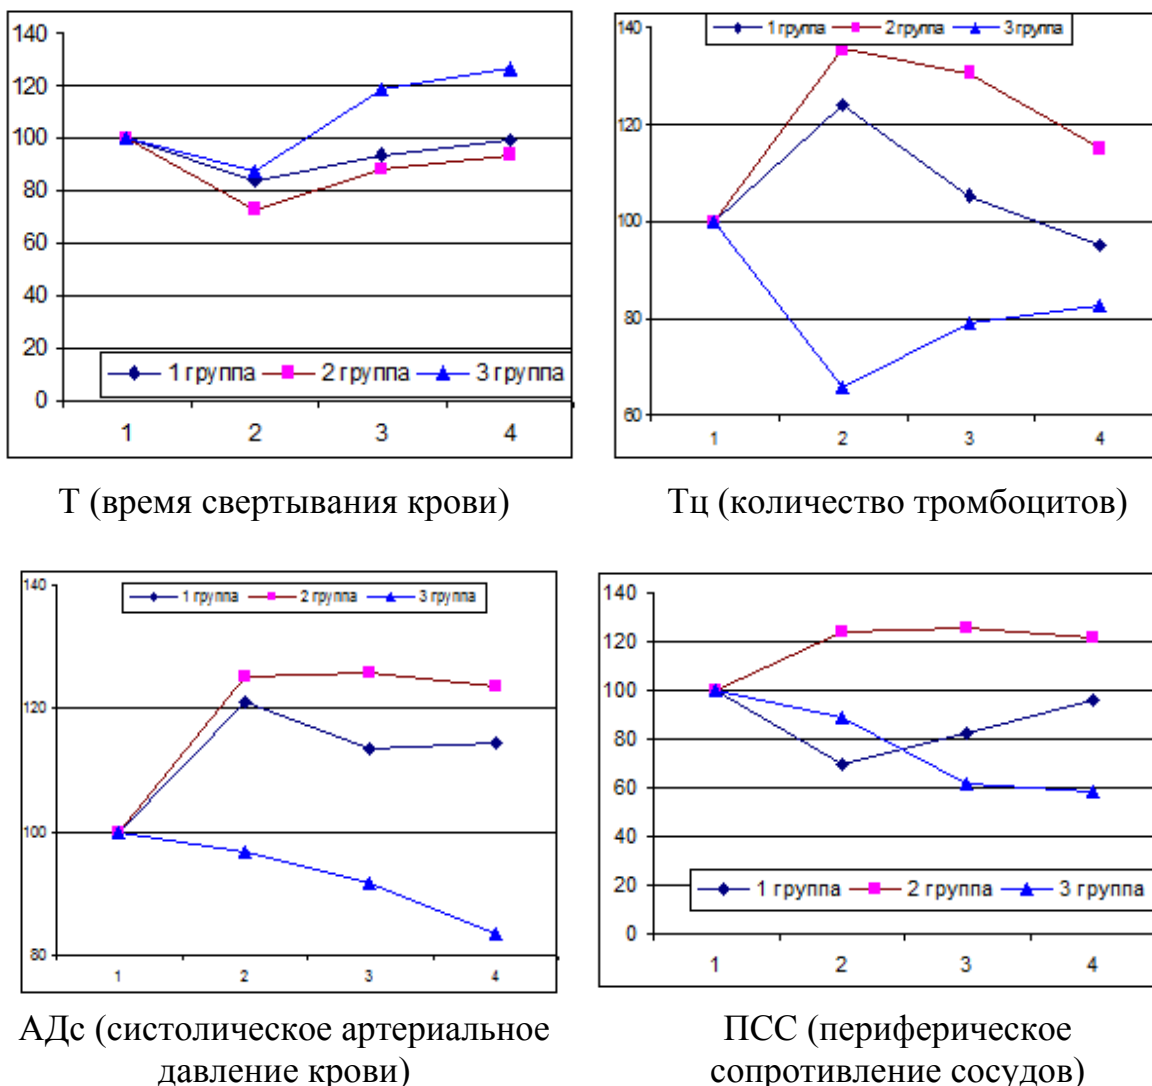 140
120
100
80
60
40
20
0
1 группа 2 группа 3 группа
1 2 3 4
Т (время свертывания крови)
1 группа 2 группа 3 группа
140
120
100
80
60
1 2 3 4
Тц (количество тромбоцитов)
140
1 группа 2 группа 3 группа
120
100
80
1 2 3 4
АДс (систолическое артериальное
давление крови)
140
120
100
80
60
40
20
0
1 группа 2 группа 3 группа
1 2 3 4
ПСС (периферическое
сопротивление сосудов)